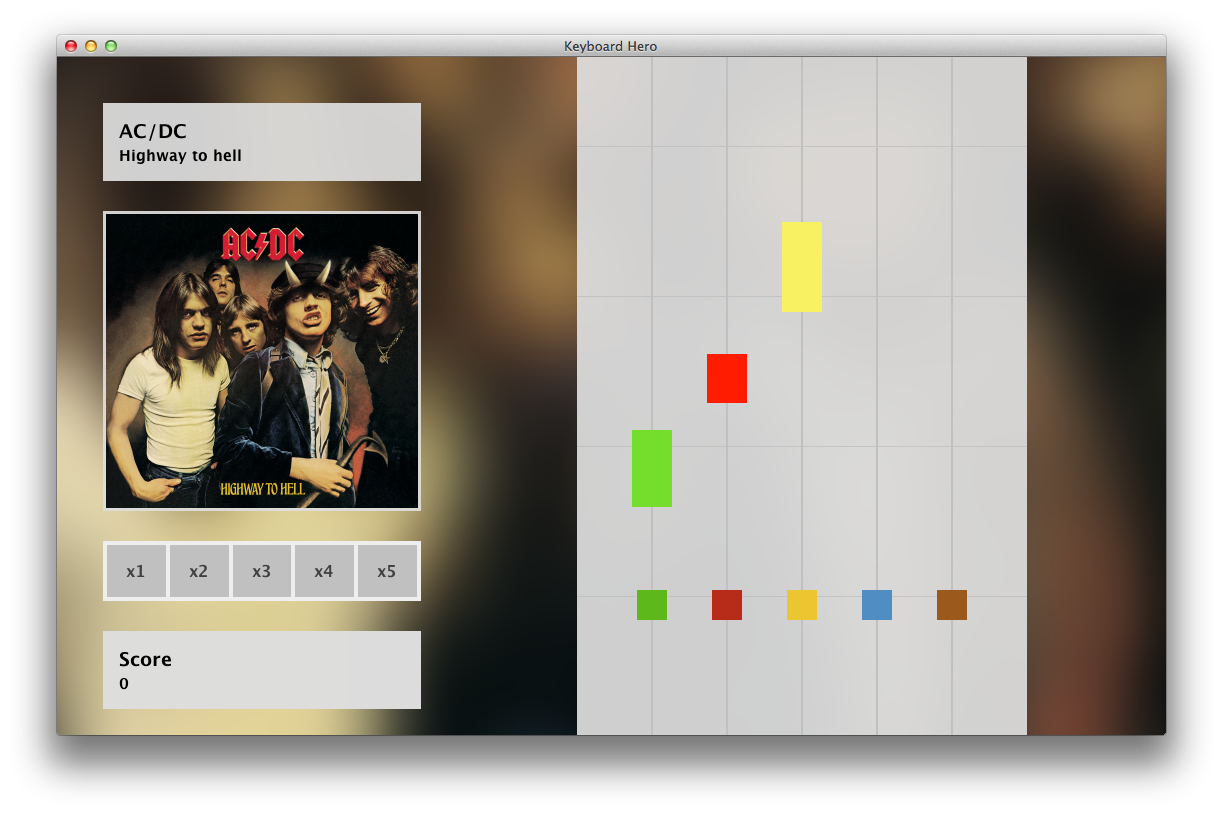 Keyboard Hero
AC/DC
Highway to hell
AC DC
HIGHWAY TO HELL
x1 x2 x3 x4 x5
Score
0